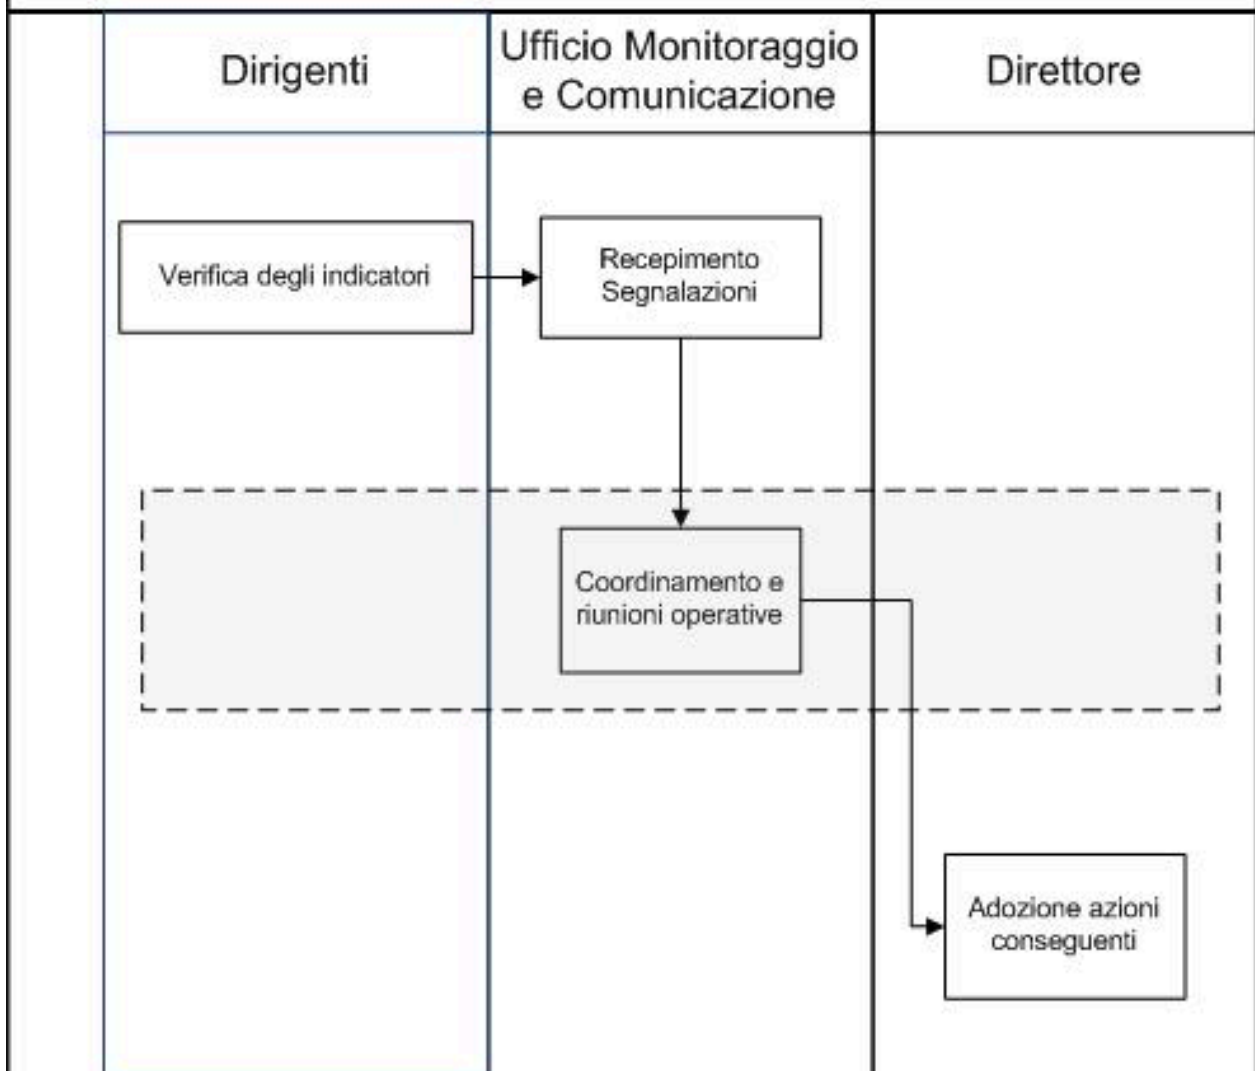 Dirigenti
Ufficio Monitoraggio
e Comunicazione
Direttore
Verifica degli indicatori
Recepimento
Segnalazioni
Coordinamento e
riunioni operative
Adozione azioni
conseguenti